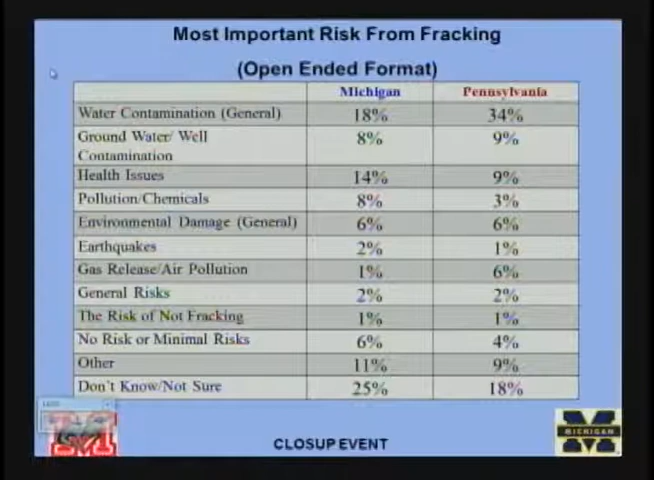 Most Important Risk From Fracking
(Open Ended Format)
Michigan Pennsylvania
Water Contamination (General) 18% 34%
Ground Water/ Well
Contamination 8% 9%
Health Issues 14% 9%
Pollution/Chemicals 8% 3%
Environmental Damage (General) 6% 6%
Earthquakes 2% 1%
Gas Release/Air Pollution 1% 6%
General Risks 2% 2%
The Risk of Not Fracking 1% 1%
No Risk or Minimal Risks 6% 4%
Other 11% 9%
Don't Know/Not Sure 25% 18%
CLOSUP EVENT
MICHIGAN